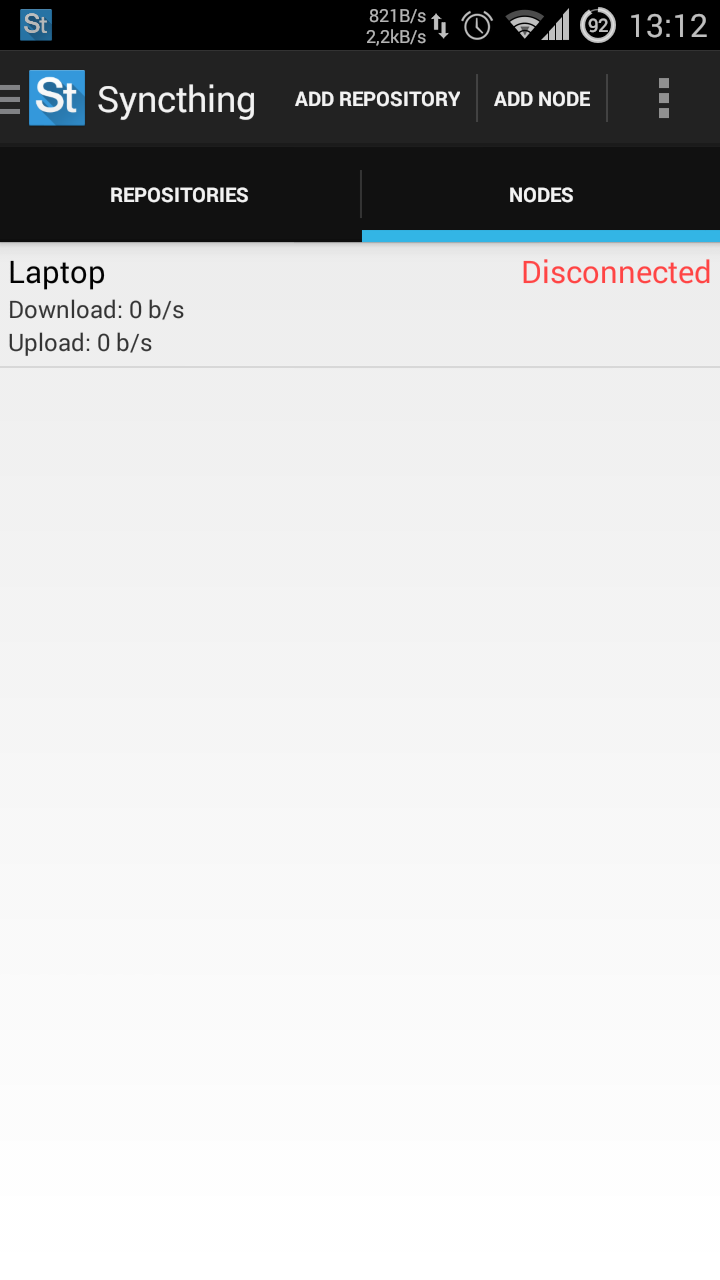 St
821B/s
2,2kB/s
92
13:12
St
Syncthing
ADD REPOSITORY
ADD NODE
REPOSITORIES
NODES
Laptop
Disconnected
Download: 0 b/s
Upload: 0 b/s